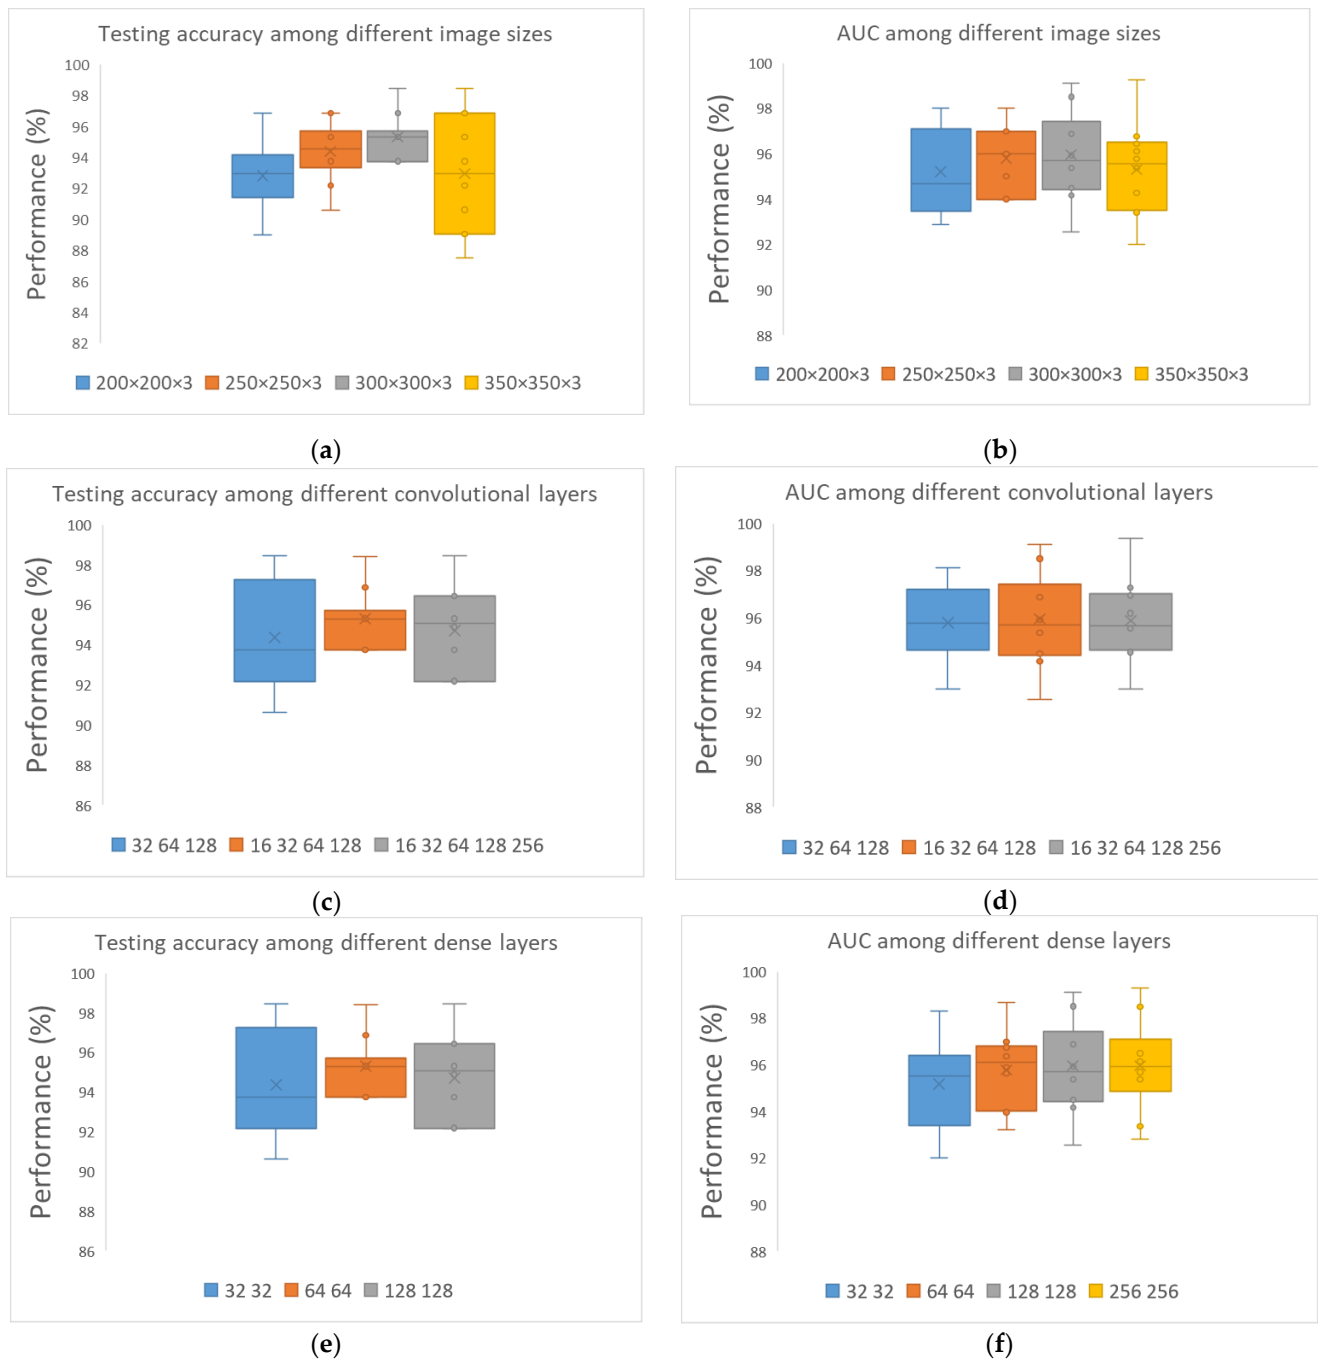 Testing accuracy among different image sizes
Performance (%)
100
98
96
94
92
90
88
86
84
82
200×200×3 250×250×3 300×300×3 350×350×3
(a)
AUC among different image sizes
Performance (%)
100
98
96
94
92
90
88
200×200×3 250×250×3 300×300×3 350×350×3
(b)
Testing accuracy among different convolutional layers
Performance (%)
100
98
96
94
92
90
88
86
32 64 128 16 32 64 128 16 32 64 128 256
(c)
AUC among different convolutional layers
Performance (%)
100
98
96
94
92
90
88
32 64 128 16 32 64 128 16 32 64 128 256
(d)
Testing accuracy among different dense layers
Performance (%)
100
98
96
94
92
90
88
86
32 32 64 64 128 128
(e)
AUC among different dense layers
Performance (%)
100
98
96
94
92
90
88
32 32 64 64 128 128 256 256
(f)